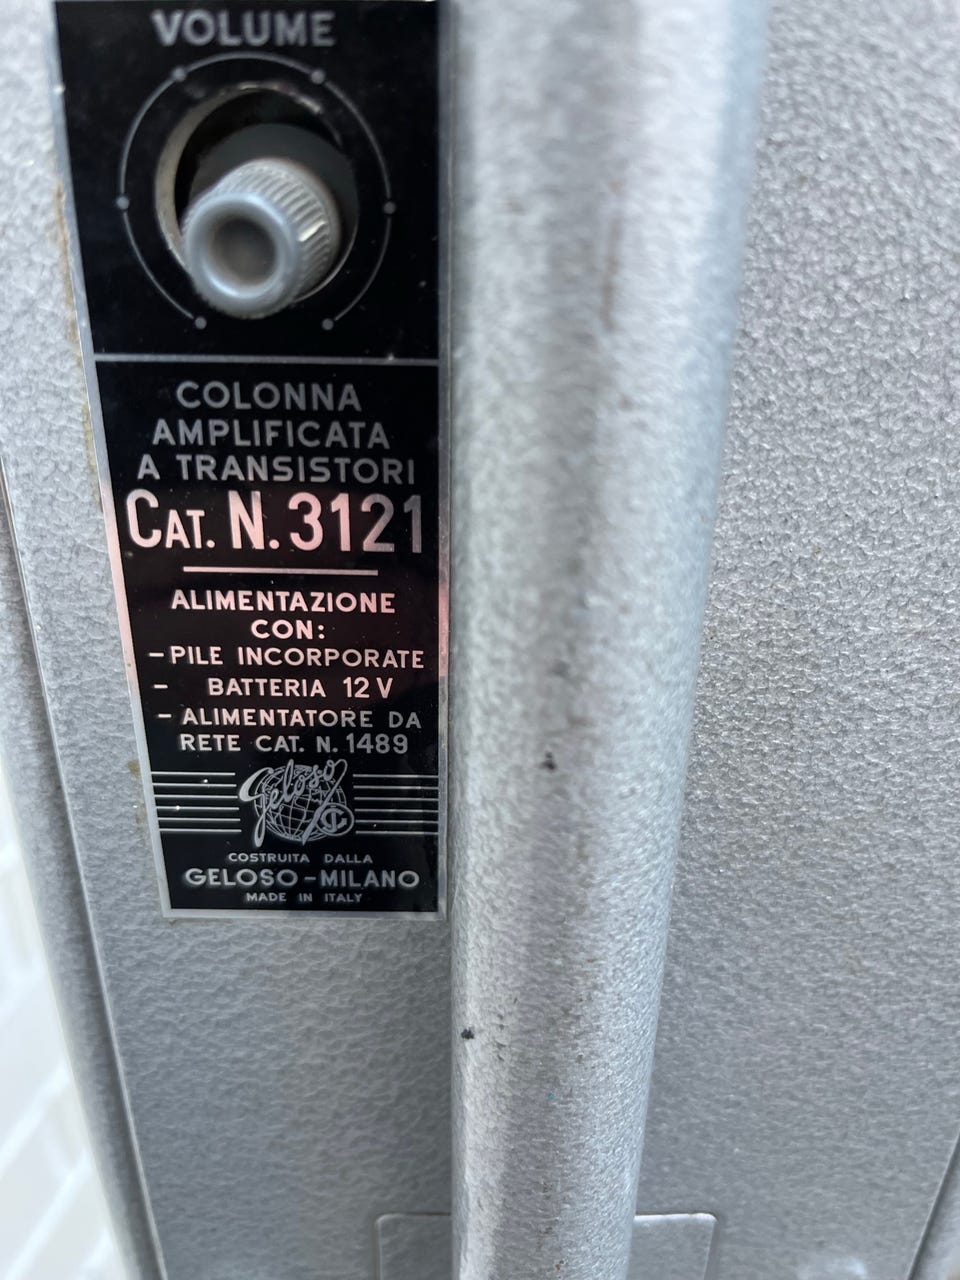 VOLUME
COLONNA
AMPLIFICATA
A TRANSISTORI
CAT. N. 3121
ALIMENTAZIONE
CON:
-PILE INCORPORATE
- BATTERIA 12 V
- ALIMENTATORE DA
RETE CAT. N. 1489
Geloso
COSTRUITA DALLA
GELOSO-MILANO
MADE IN ITALY